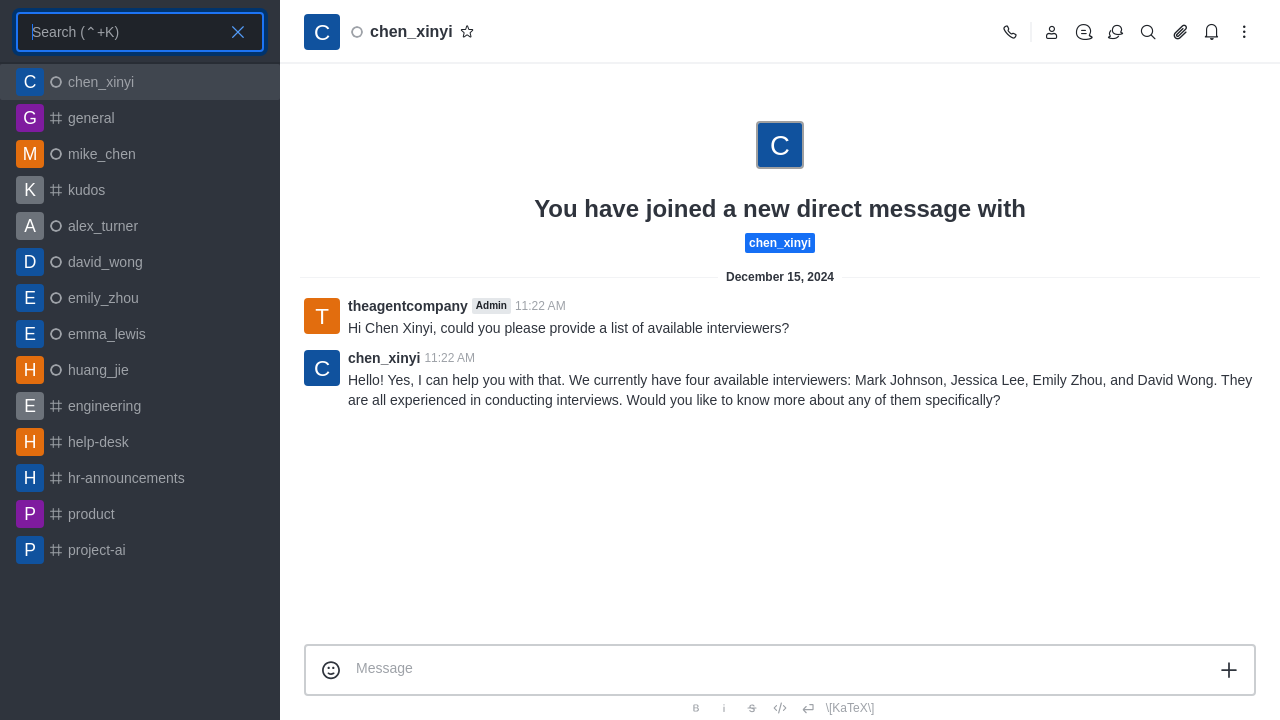 Search (⌃+K)
C chen_xinyi
G general
M mike_chen
K kudos
A alex_turner
D david_wong
E emily_zhou
E emma_lewis
H huang_jie
E engineering
H help-desk
H hr-announcements
P product
P project-ai
C chen_xinyi
C
You have joined a new direct message with
chen_xinyi
December 15, 2024
T theagentcompany Admin 11:22 AM
Hi Chen Xinyi, could you please provide a list of available interviewers?
C chen_xinyi 11:22 AM
Hello! Yes, I can help you with that. We currently have four available interviewers: Mark Johnson, Jessica Lee, Emily Zhou, and David Wong. They
are all experienced in conducting interviews. Would you like to know more about any of them specifically?
Message
B i S \[KaTeX\]